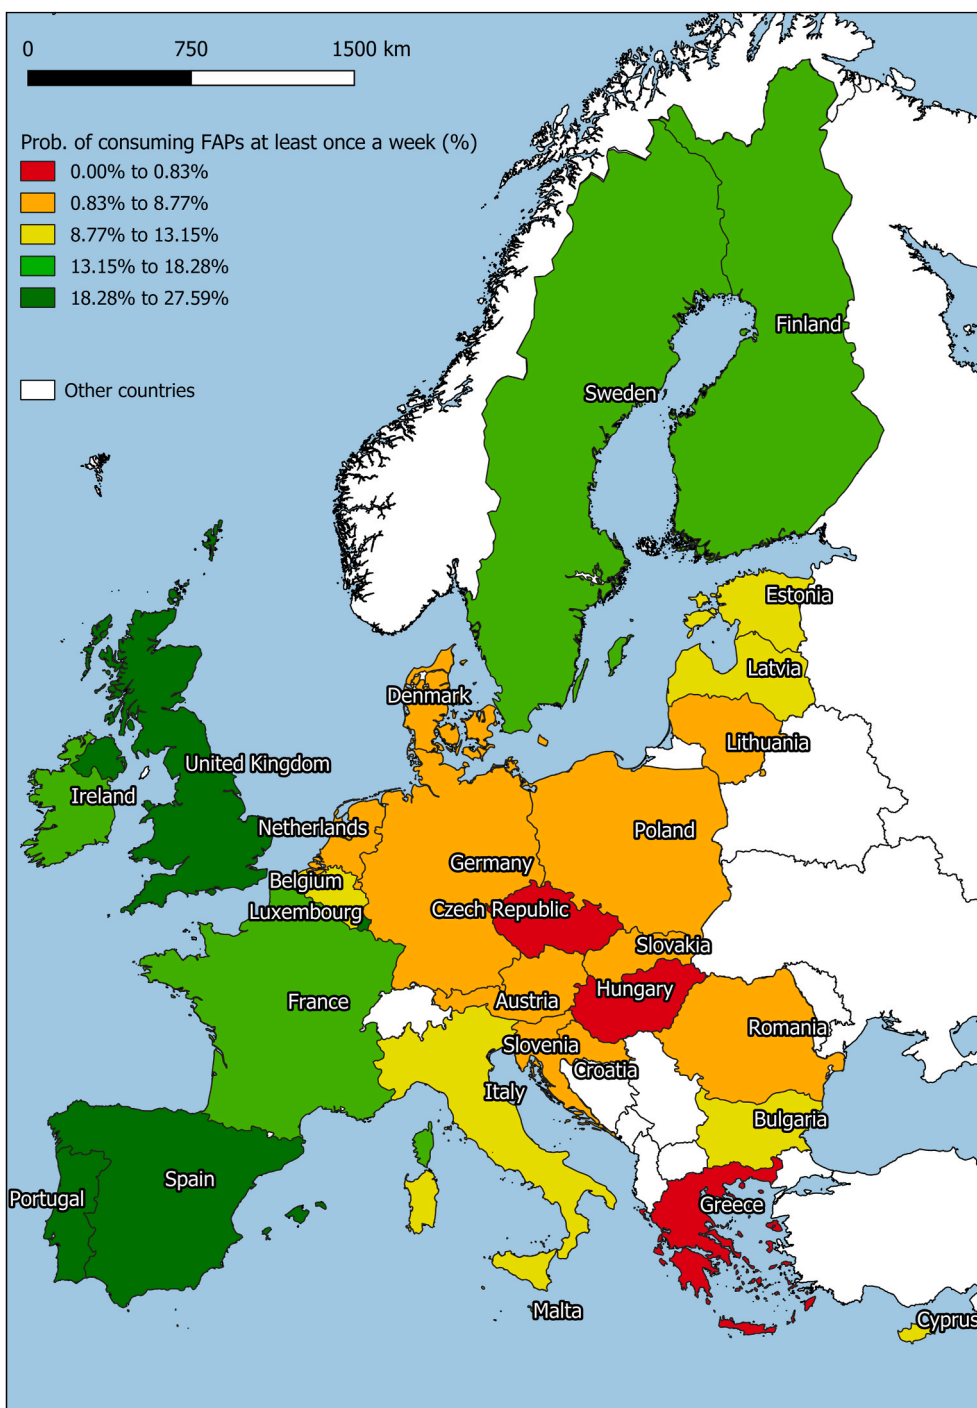 0 750 1500 km
Prob. of consuming FAPs at least once a week (%)
0.00% to 0.83%
0.83% to 8.77%
8.77% to 13.15%
13.15% to 18.28%
18.28% to 27.59%
Other countries
Finland
Sweden
Estonia
Latvia
Denmark
Lithuania
United Kingdom
Ireland
Netherlands
Poland
Germany
Belgium
Czech Republic
Luxembourg
Slovakia
Hungary
France
Austria
Romania
Slovenia
Croatia
Italy
Bulgaria
Spain
Portugal
Greece
Malta
Cyprus